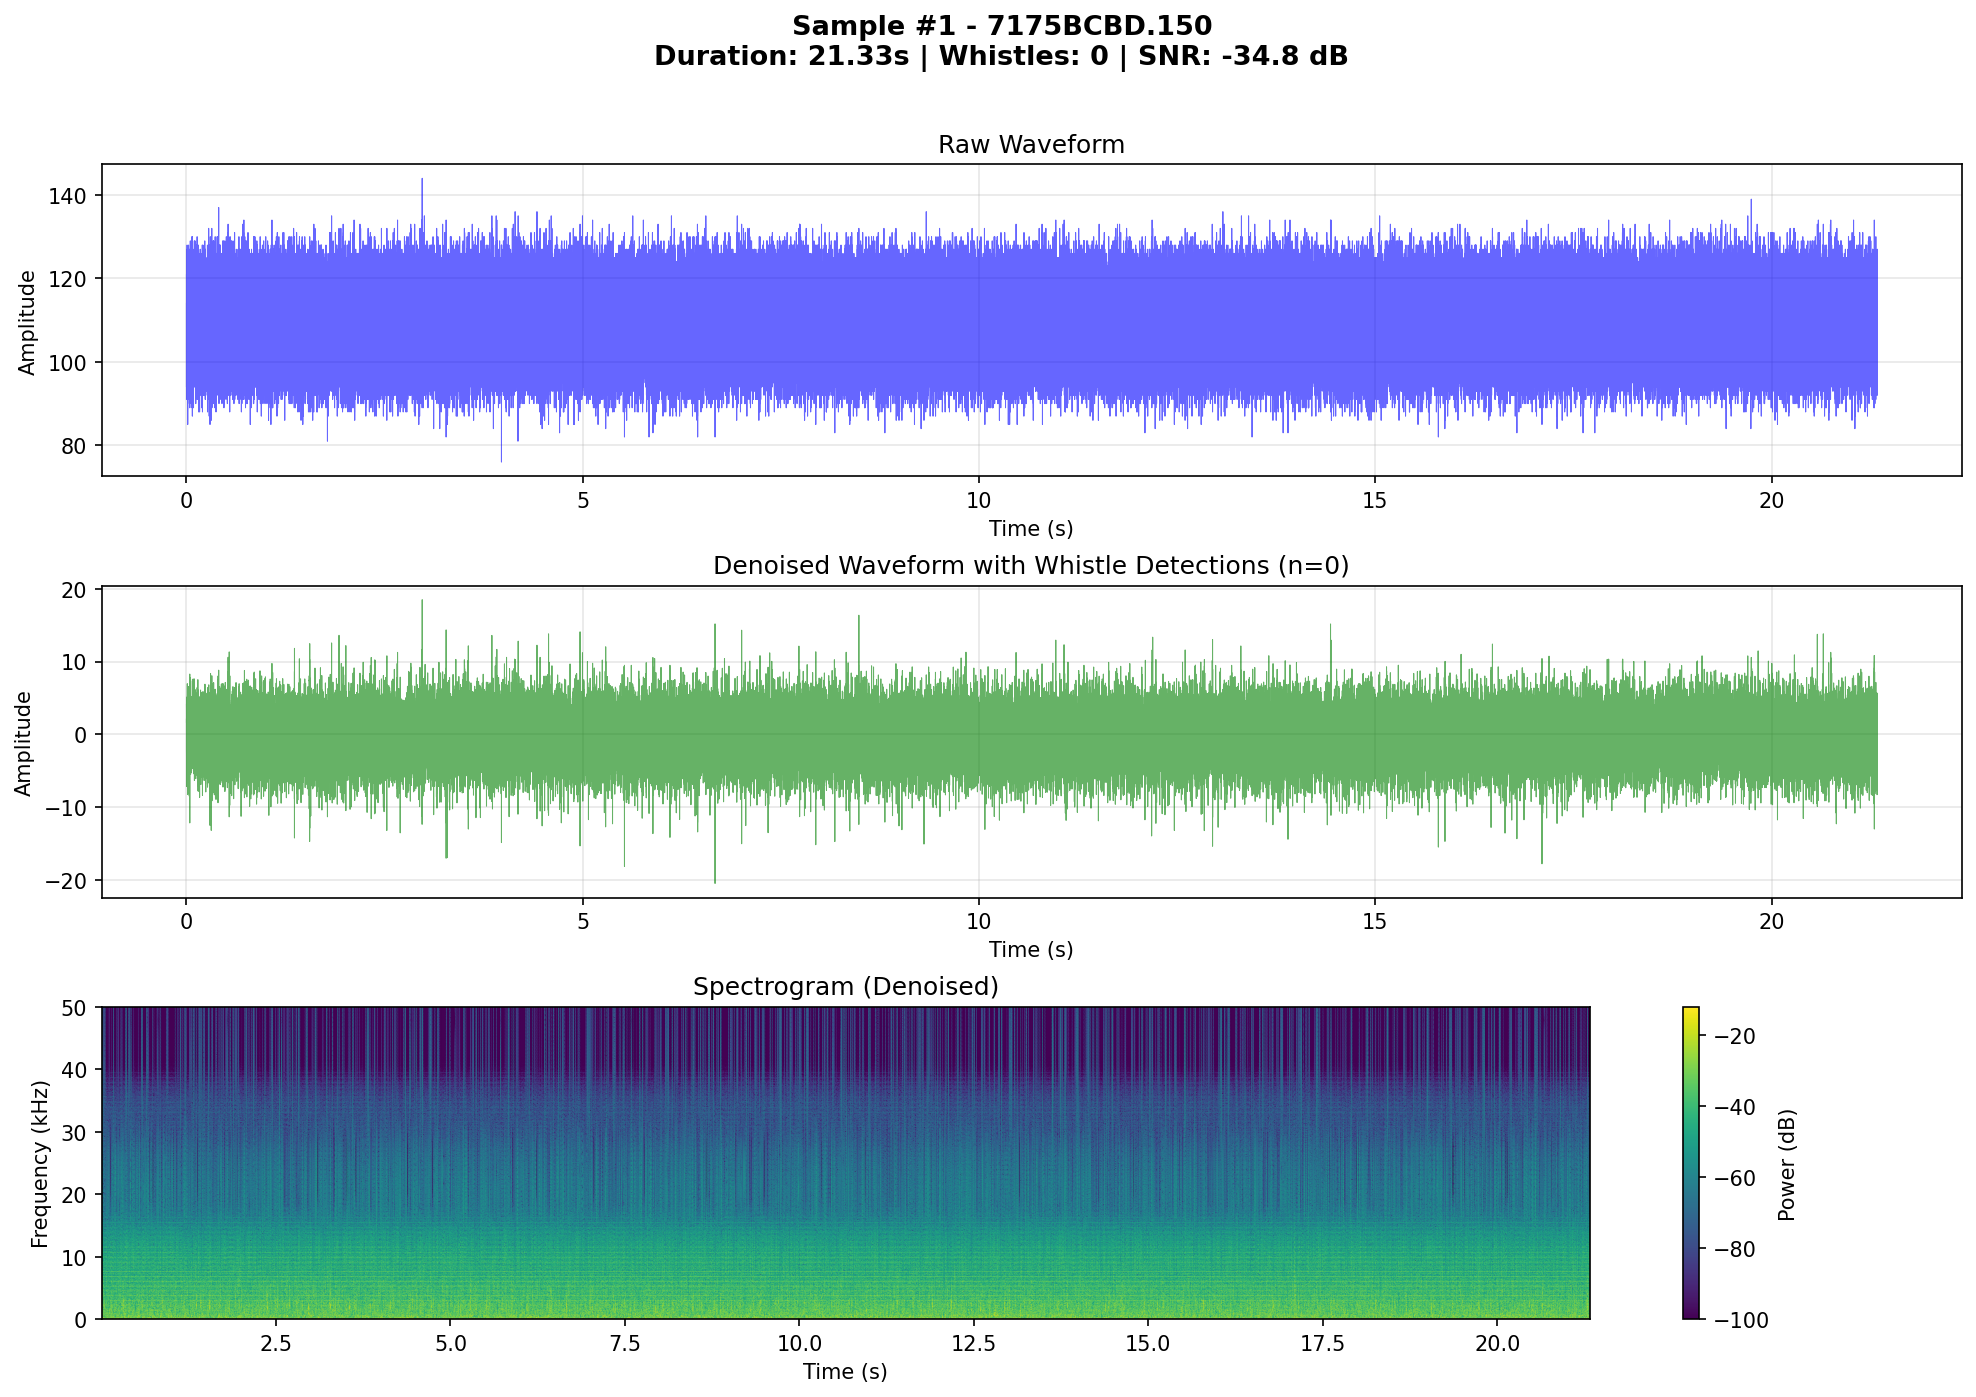 Sample #1 - 7175BCBD.150
Duration: 21.33s | Whistles: 0 | SNR: -34.8 dB
Raw Waveform
Amplitude
140
120
100
80
0 5 10 15 20
Time (s)
Denoised Waveform with Whistle Detections (n=0)
Amplitude
20
10
0
−10
−20
0 5 10 15 20
Time (s)
Spectrogram (Denoised)
Frequency (kHz)
50
40
30
20
10
0
2.5 5.0 7.5 10.0 12.5 15.0 17.5 20.0
Time (s)
−20
−40
−60
−80
−100
Power (dB)